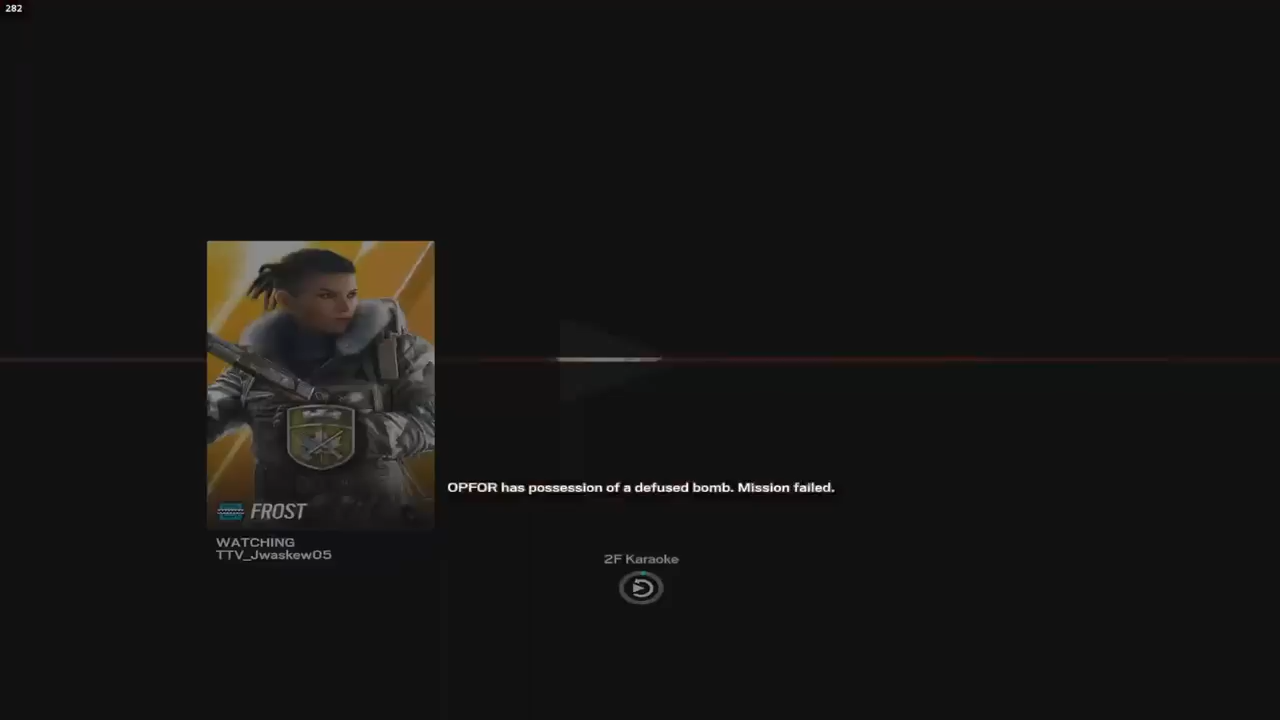 282
OPFOR has possession of a defused bomb. Mission failed.
FROST
WATCHING
TTV_Jwaskew05
2F Karaoke